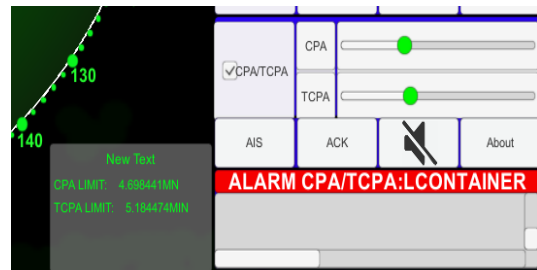 130
140
New Text
CPA LIMIT: 4.698441MN
TCPA LIMIT: 5.184474MIN
CPA/TCPA
CPA
TCPA
AIS
ACK
About
ALARM CPA/TCPA:LCONTAINER